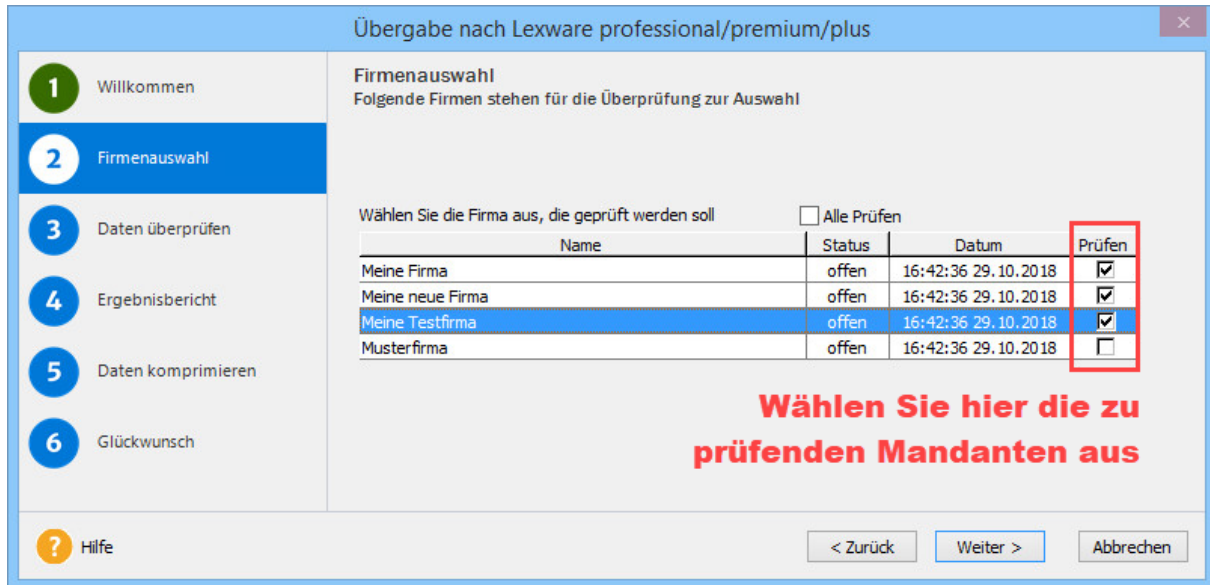 Übergabe nach Lexware professional/premium/plus
×
1 Willkommen
2 Firmenauswahl
3 Daten überprüfen
4 Ergebnisbericht
5 Daten komprimieren
6 Glückwunsch
Firmenauswahl
Folgende Firmen stehen für die Überprüfung zur Auswahl
Wählen Sie die Firma aus, die geprüft werden soll Alle Prüfen
Name Status Datum Prüfen
Meine Firma offen 16:42:36 29.10.2018
Meine neue Firma offen 16:42:36 29.10.2018
Meine Testfirma offen 16:42:36 29.10.2018
Musterfirma offen 16:42:36 29.10.2018
Wählen Sie hier die zu
prüfenden Mandanten aus
? Hilfe < Zurück Weiter > Abbrechen